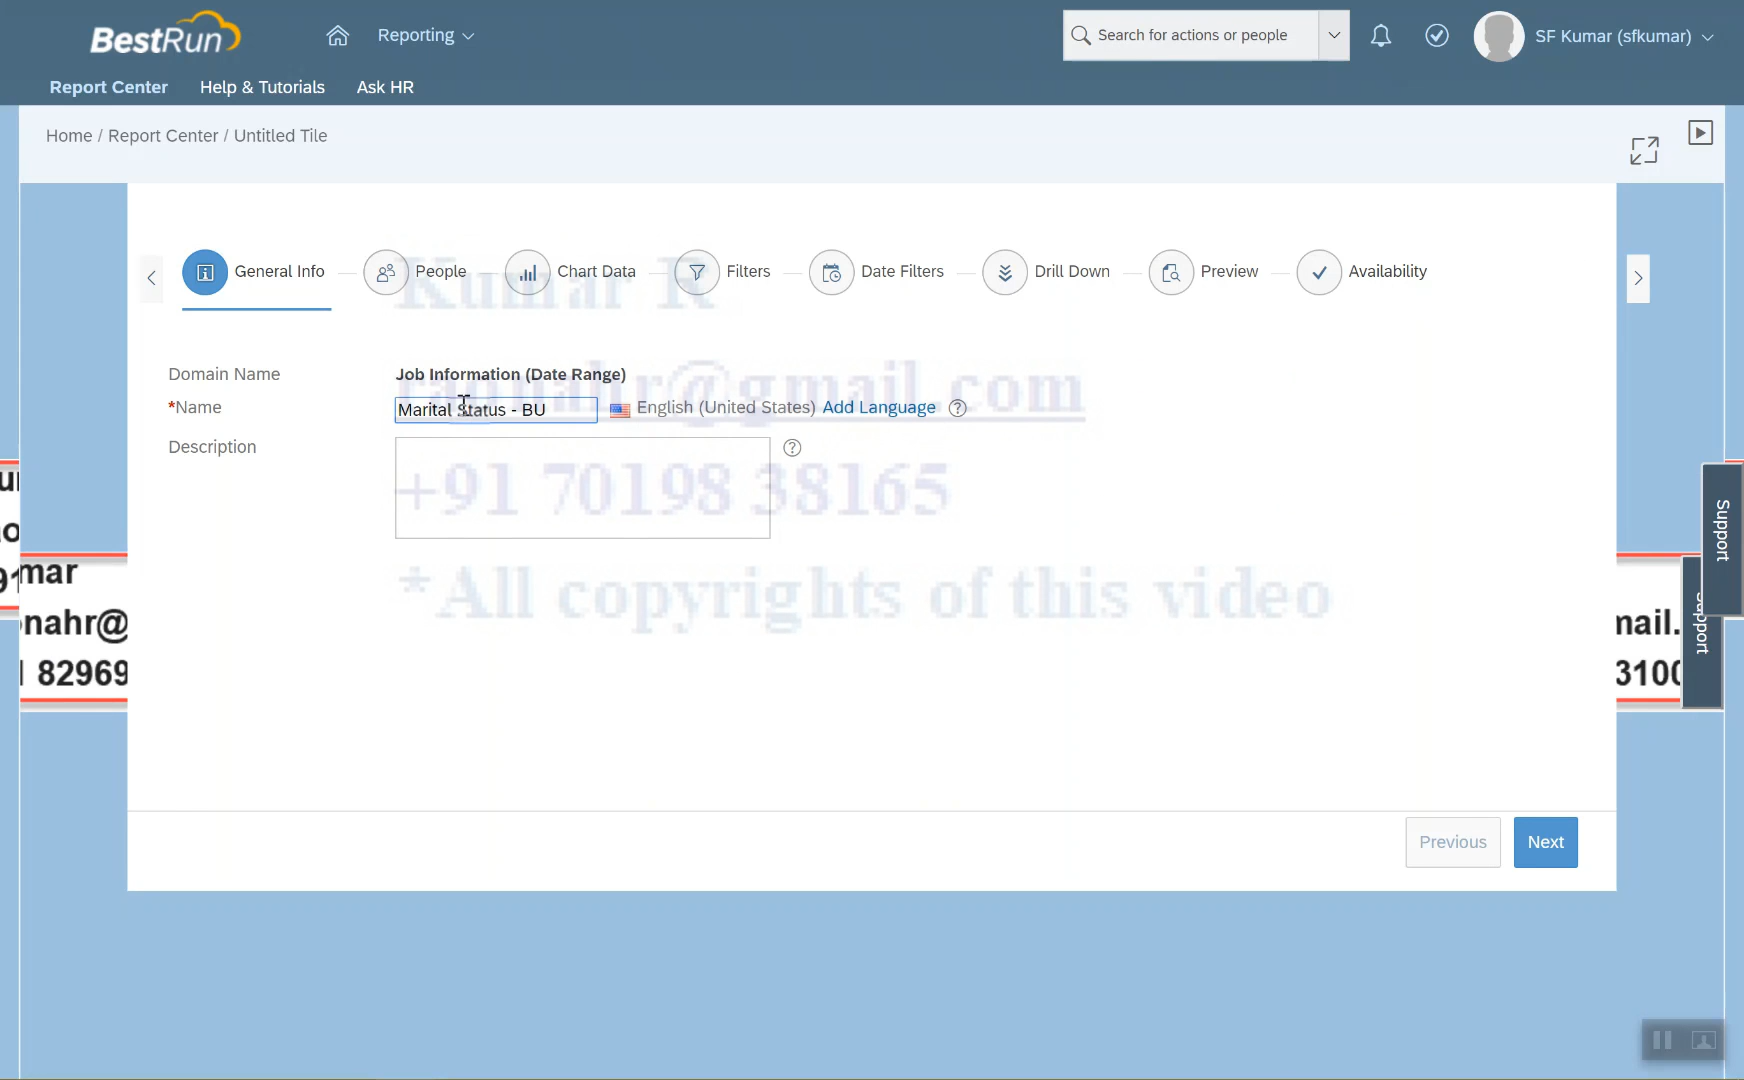 BestRun
Reporting
Search for actions or people
SF Kumar (sfkumar)
Report Center
Help & Tutorials
Ask HR
Home / Report Center / Untitled Tile
General Info
People
Chart Data
Filters
Date Filters
Drill Down
Preview
Availability
Kumar R
Domain Name
Job Information (Date Range)
*Name
Marital Status - BU
English (United States)
Add Language
Description
+91 70198 38165
Support
*All copyrights of this video
mar
nahr@
82969
mail.
3100
Support
Previous
Next